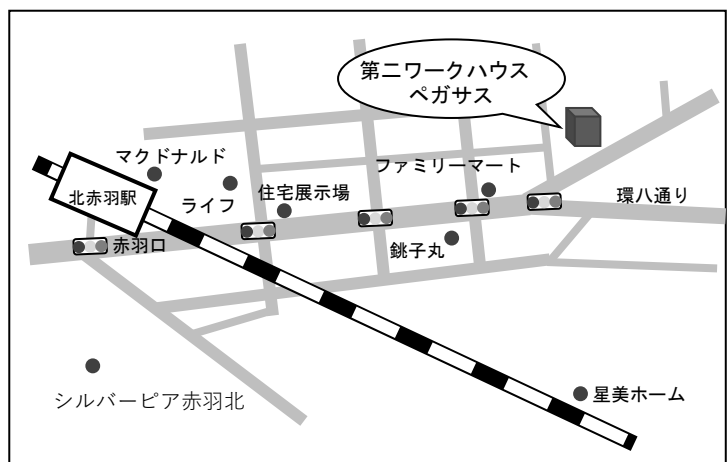 第二ワークハウス
ペガサス
マクドナルド
ファミリーマート
北赤羽駅
ライフ
住宅展示場
環八通り
赤羽口
銚子丸
シルバーピア赤羽北
星美ホーム